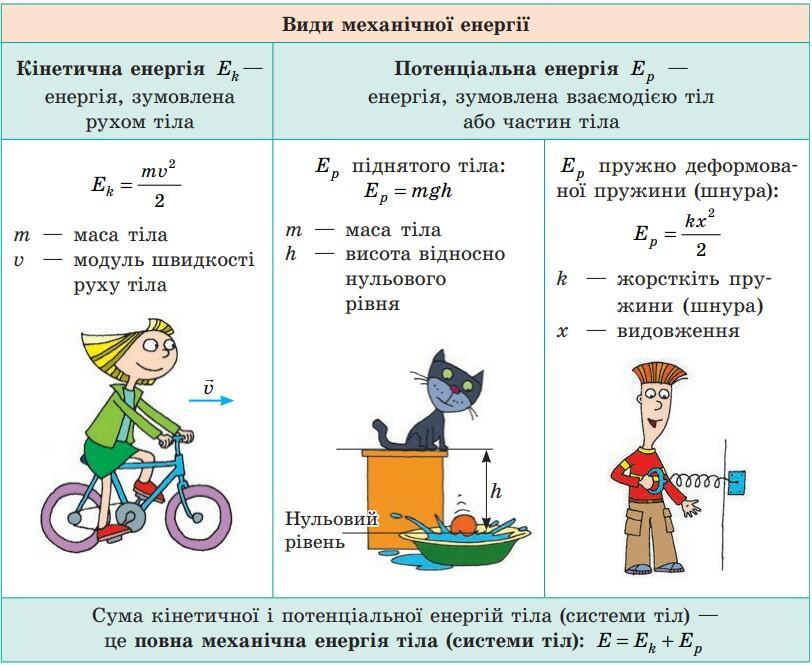 Види механічної енергії
Кінетична енергія Eₖ —
енергія, зумовлена
рухом тіла
Потенціальна енергія Eₚ —
енергія, зумовлена взаємодією тіл
або частин тіла
Eₖ = mv²/2
m — маса тіла
v — модуль швидкості
руху тіла
v⃗
Eₚ піднятого тіла:
Eₚ = mgh
m — маса тіла
h — висота відносно
нульового
рівня
h
Нульовий
рівень
Eₚ пружно деформова-
ної пружини (шнура):
Eₚ = kx²/2
k — жорсткіть пру-
жини (шнура)
x — видовження
Сума кінетичної і потенціальної енергій тіла (системи тіл) —
це повна механічна енергія тіла (системи тіл): E = Eₖ + Eₚ